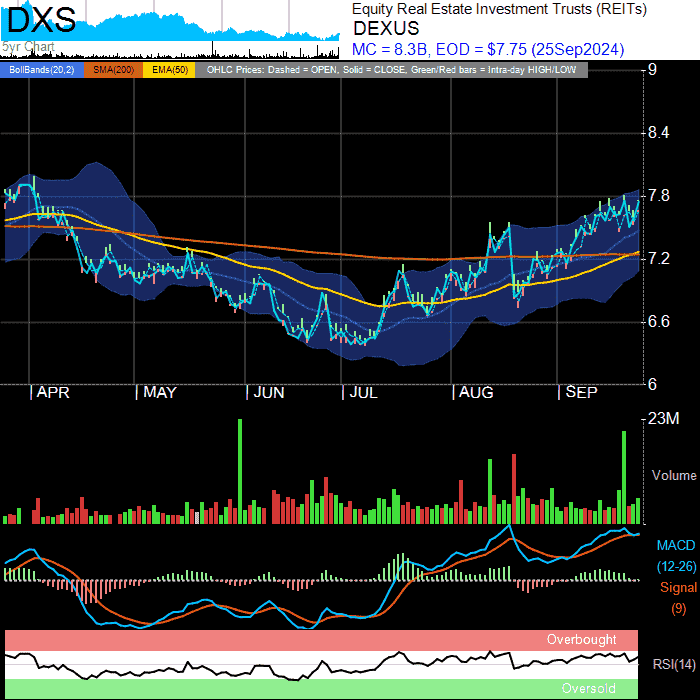 DXS
5yr Chart
Equity Real Estate Investment Trusts (REITs)
DEXUS
MC = 8.3B, EOD = $7.75 (25Sep2024)
BollBands(20,2) SMA(200) EMA(50) OHLC Prices: Dashed = OPEN, Solid = CLOSE, Green/Red bars = Intra-day HIGH/LOW
9
8.4
7.8
7.2
6.6
6
APR MAY JUN JUL AUG SEP
23M
Volume
MACD
(12-26)
Signal
(9)
Overbought
RSI(14)
Oversold